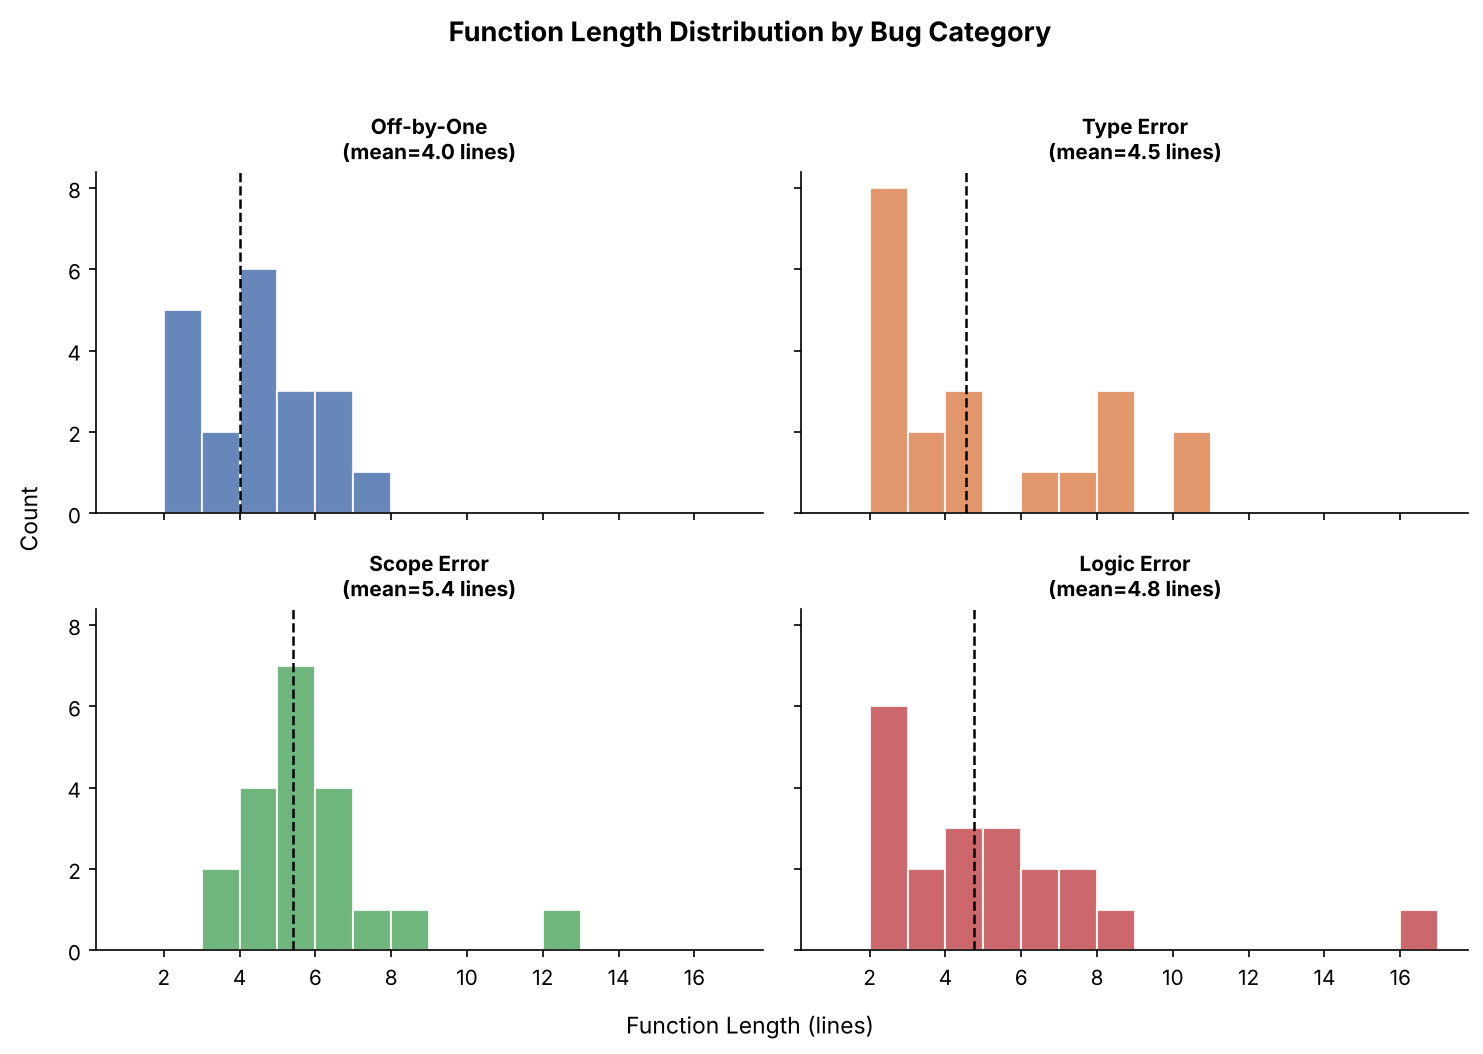 Function Length Distribution by Bug Category
Off-by-One
(mean=4.0 lines)
Type Error
(mean=4.5 lines)
8
6
4
2
0
Count
Scope Error
(mean=5.4 lines)
Logic Error
(mean=4.8 lines)
8
6
4
2
0
2 4 6 8 10 12 14 16
2 4 6 8 10 12 14 16
Function Length (lines)